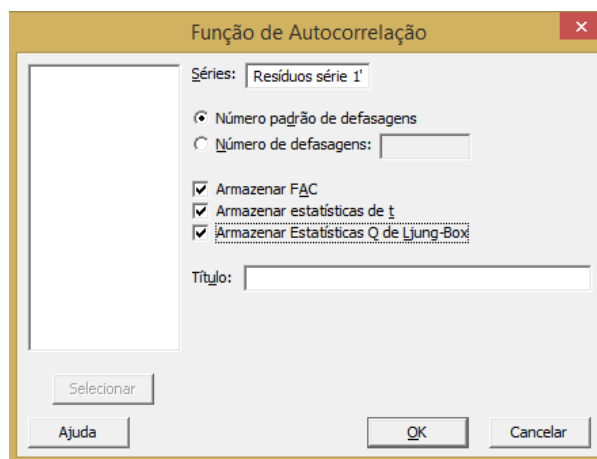 Função de Autocorrelação
Séries: Resíduos série 1'
Número padrão de defasagens
Número de defasagens:
Armazenar FAC
Armazenar estatísticas de t
Armazenar Estatísticas Q de Ljung-Box
Título:
Selecionar
Ajuda OK Cancelar